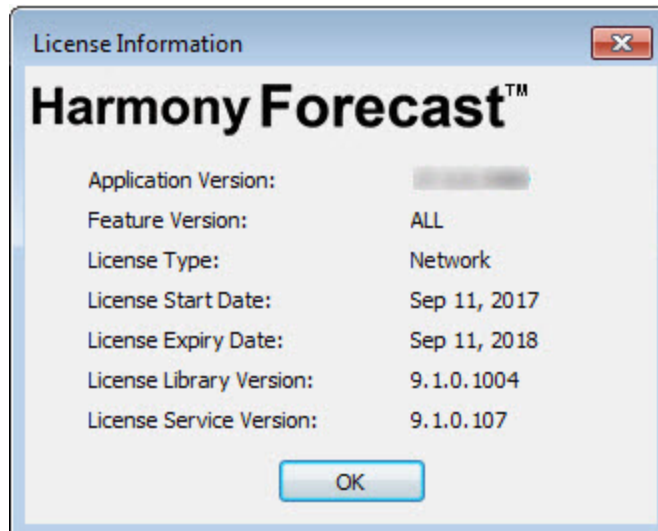 License Information
Harmony Forecast™
Application Version:
Feature Version: ALL
License Type: Network
License Start Date: Sep 11, 2017
License Expiry Date: Sep 11, 2018
License Library Version: 9.1.0.1004
License Service Version: 9.1.0.107
OK